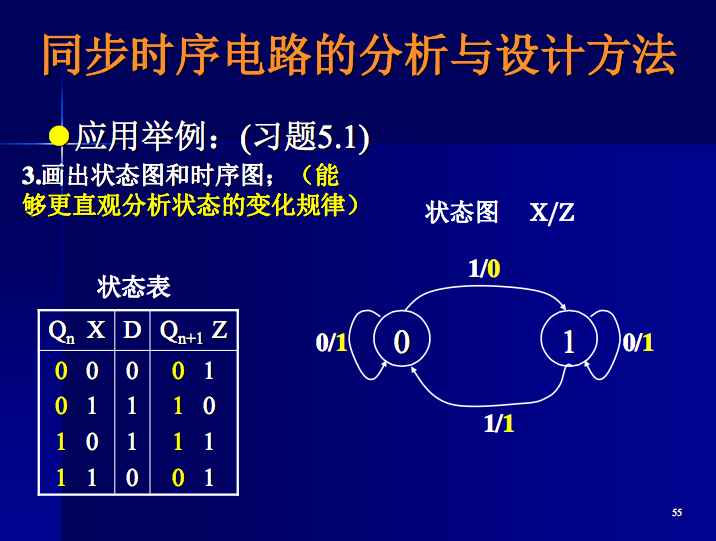 同步时序电路的分析与设计方法
应用举例：(习题5.1)
3.画出状态图和时序图；（能
够更直观分析状态的变化规律）
状态图 X/Z
状态表
Qn X D Qn+1 Z
0 0 0 0 1
0 1 1 1 0
1 0 1 1 1
1 1 0 0 1
1/0
0/1 0 1 0/1
1/1
55